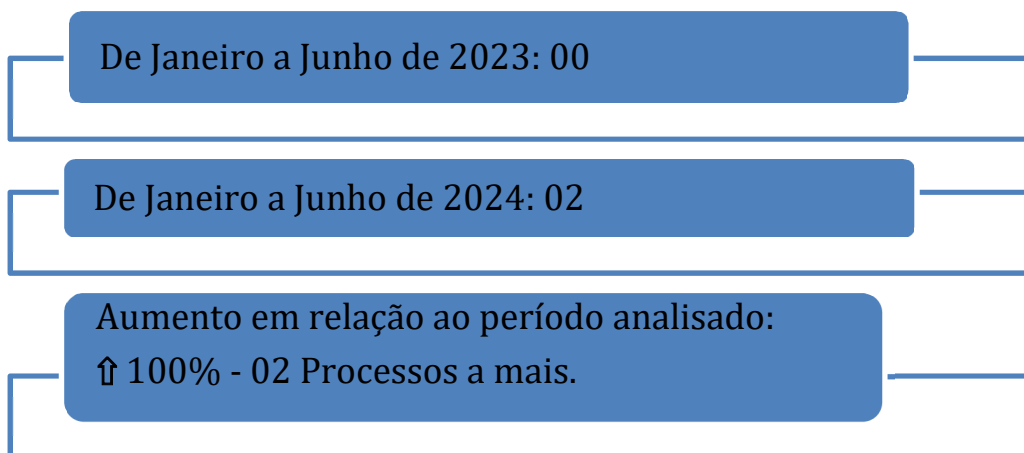 De Janeiro a Junho de 2023: 00
De Janeiro a Junho de 2024: 02
Aumento em relação ao período analisado:
⇧ 100% - 02 Processos a mais.